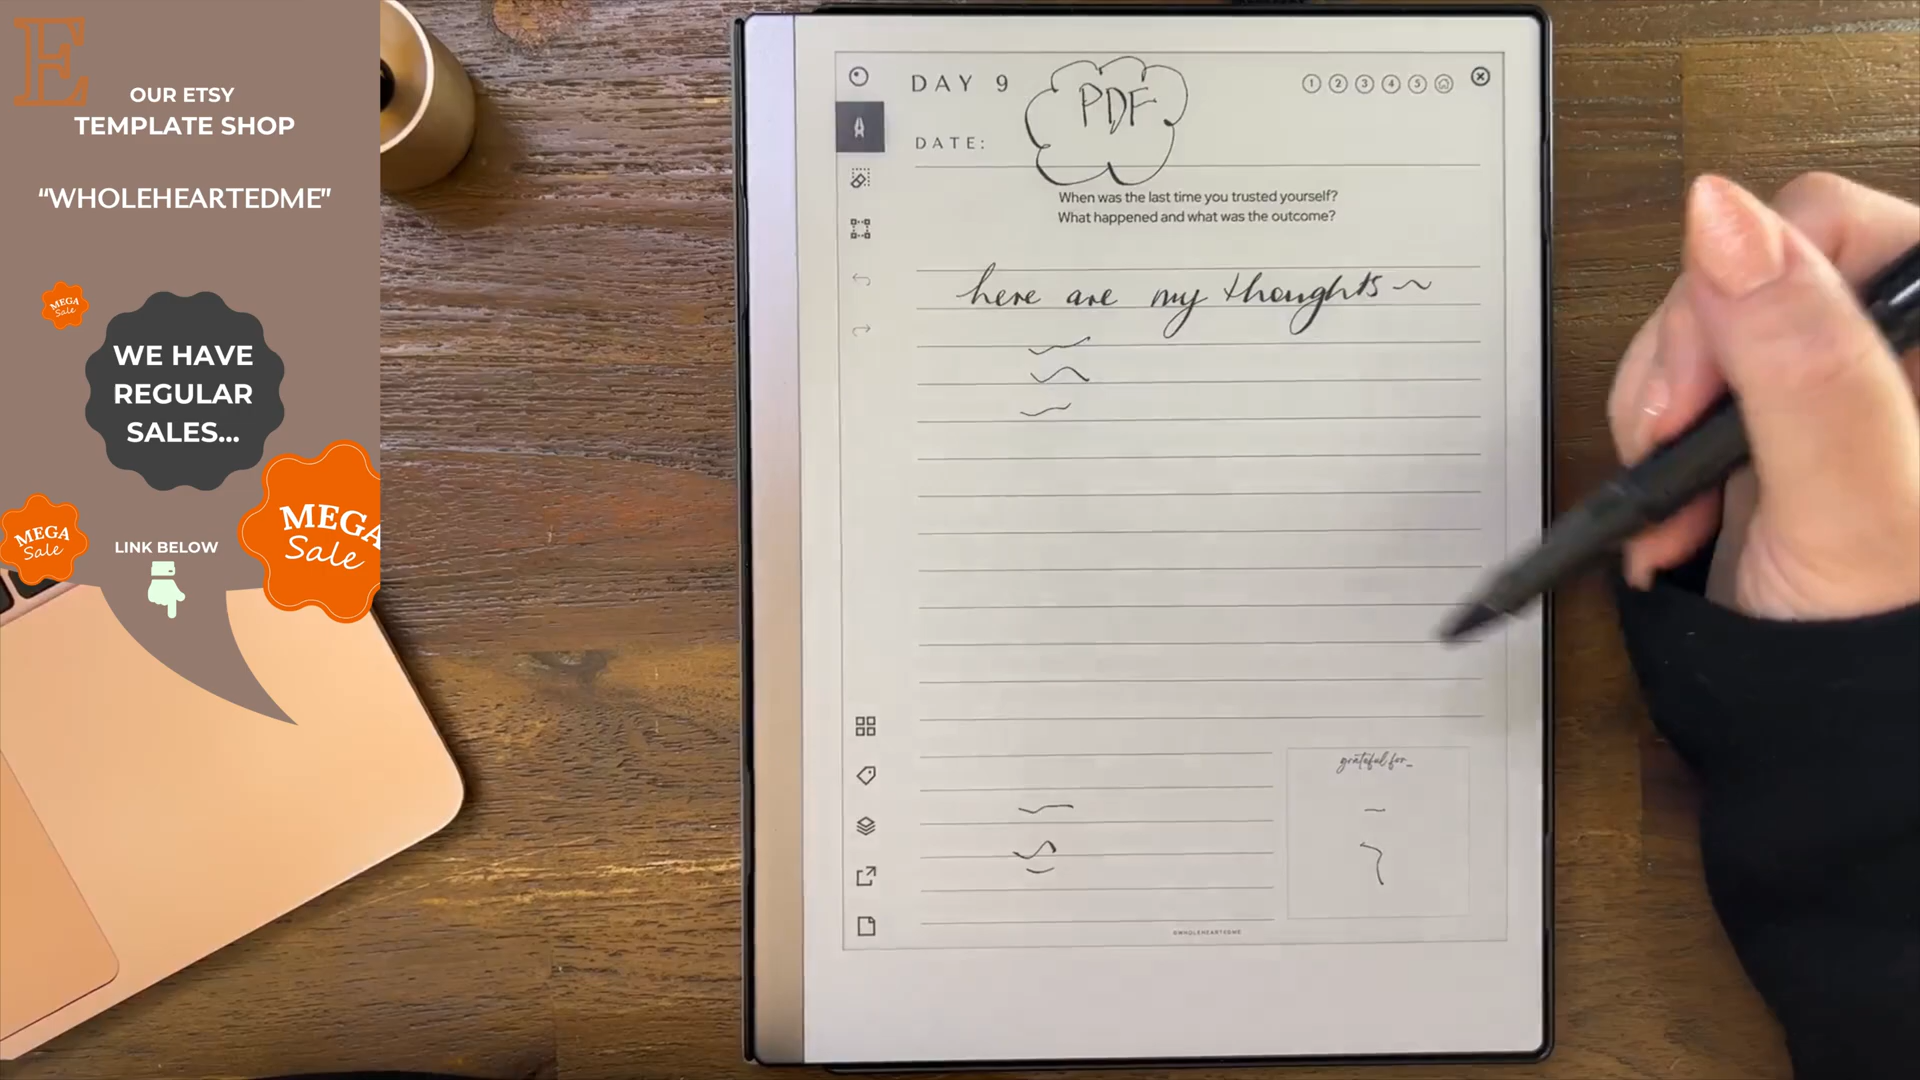 E
OUR ETSY
TEMPLATE SHOP
“WHOLEHEARTEDME”
MEGA
Sale
WE HAVE
REGULAR
SALES...
MEGA
Sale
MEGA
Sale
LINK BELOW
DAY 9
PDF
1 2 3 4 5
DATE:
When was the last time you trusted yourself?
What happened and what was the outcome?
here are my thoughts ~
grateful for_
©WHOLEHEARTEDME